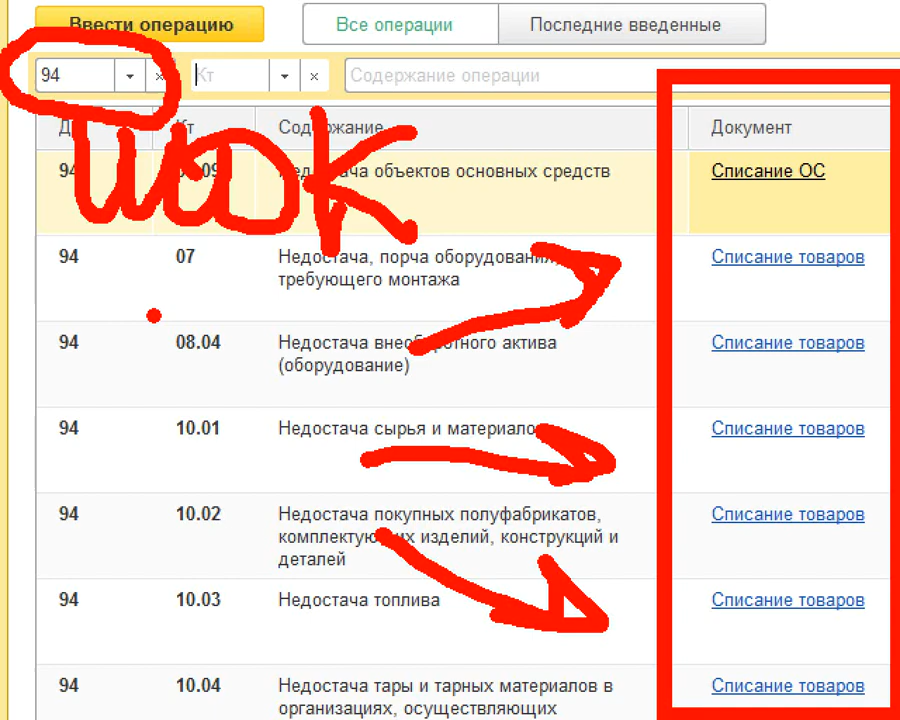 Ввести операцию Все операции Последние введенные
94 Кт Содержание операции
Кт Содержание Документ
ШОК
94 Недостача объектов основных средств Списание ОС
94 07 Недостача, порча оборудования, Списание товаров
требующего монтажа
94 08.04 Недостача внеоборотного актива Списание товаров
(оборудование)
94 10.01 Недостача сырья и материалов Списание товаров
94 10.02 Недостача покупных полуфабрикатов, Списание товаров
комплектующих изделий, конструкций и
деталей
94 10.03 Недостача топлива Списание товаров
94 10.04 Недостача тары и тарных материалов в Списание товаров
организациях, осуществляющих